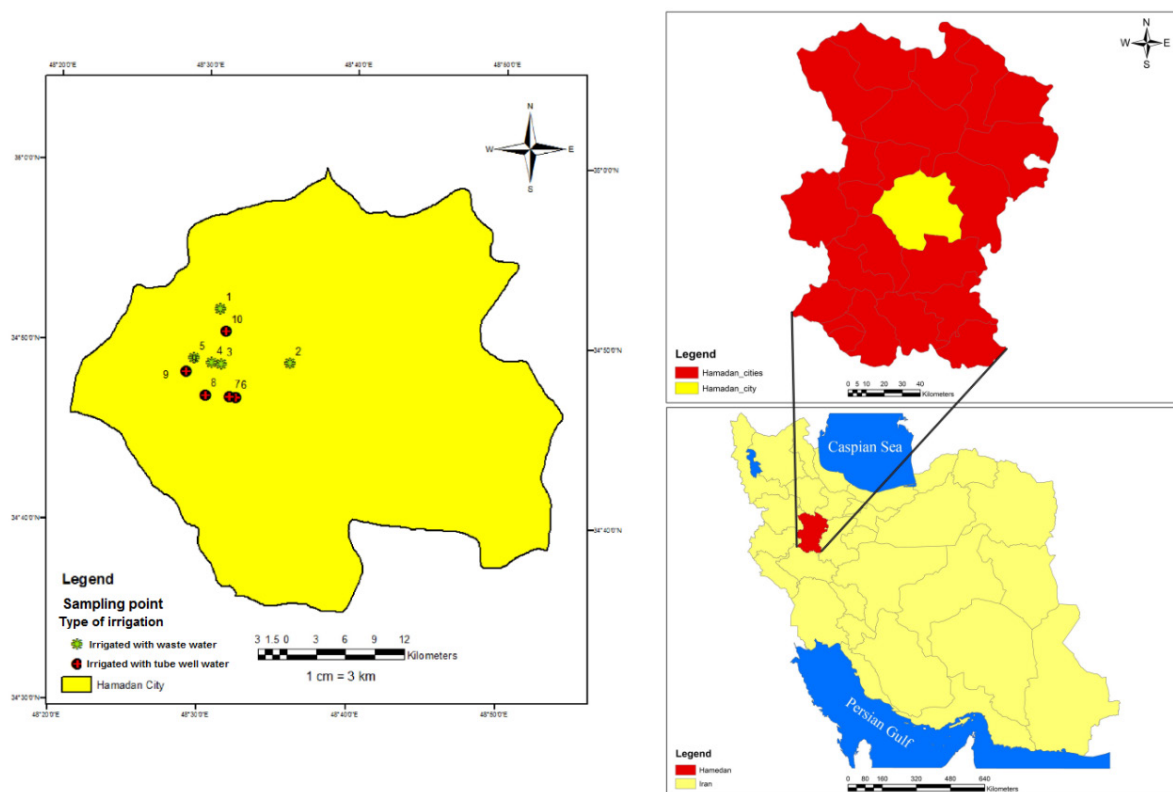 48°20'0"E 48°30'0"E 48°40'0"E 48°50'0"E
N
W E
S
35°0'0"N 35°0'0"N
1
10
34°50'0"N 34°50'0"N
5 4 3 2
9 8 7 6
34°40'0"N 34°40'0"N
Legend
Sampling point
Type of irrigation
Irrigated with waste water
Irrigated with tube well water
Hamadan City
3 1.5 0 3 6 9 12
Kilometers
1 cm = 3 km
34°30'0"N
48°20'0"E 48°30'0"E 48°40'0"E 48°50'0"E
N
W E
S
Legend
Hamadan_cities
Hamadan_city
0 5 10 20 30 40
Kilometers
Caspian Sea
Persian Gulf
Legend
Hamedan
Iran
0 80 160 320 480 640
Kilometers